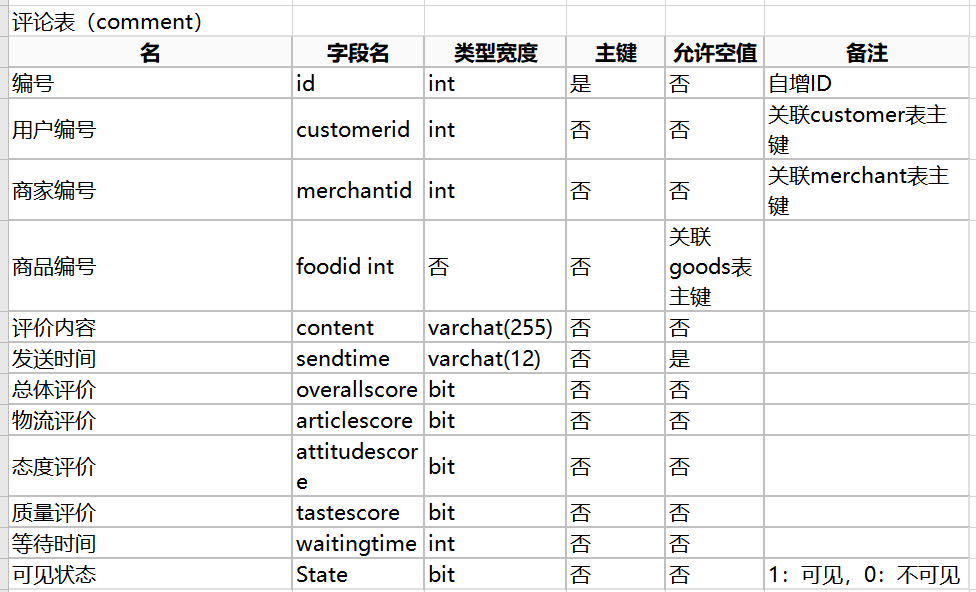 评论表（comment）
名 字段名 类型宽度 主键 允许空值 备注
编号 id int 是 否 自增ID
用户编号 customerid int 否 否 关联customer表主
键
商家编号 merchantid int 否 否 关联merchant表主
键
商品编号 foodid int 否 否 关联
goods表
主键
评价内容 content varchat(255) 否 否
发送时间 sendtime varchat(12) 否 是
总体评价 overallscore bit 否 否
物流评价 articlescore bit 否 否
态度评价 attitudescor
e bit 否 否
质量评价 tastescore bit 否 否
等待时间 waitingtime int 否 否
可见状态 State bit 否 否 1：可见，0：不可见